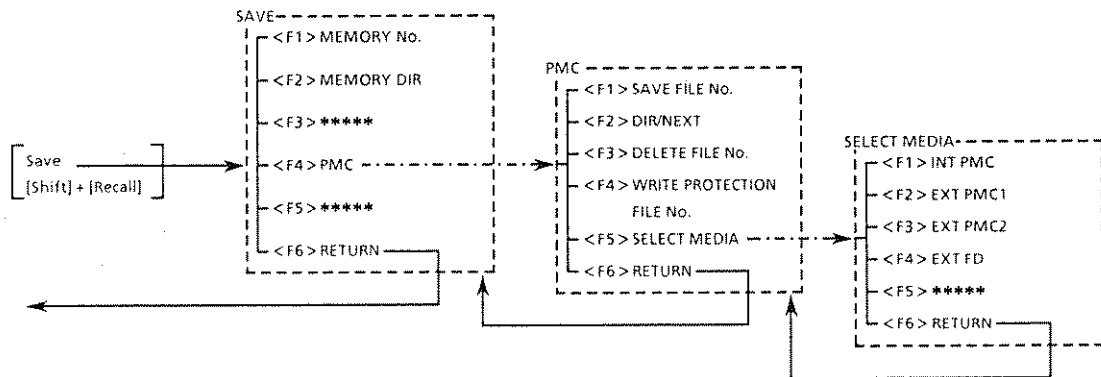 Save
[Shift] + [Recall]
SAVE
<F1> MEMORY No.
<F2> MEMORY DIR
<F3> *****
<F4> PMC
<F5> *****
<F6> RETURN
PMC
<F1> SAVE FILE No.
<F2> DIR/NEXT
<F3> DELETE FILE No.
<F4> WRITE PROTECTION
FILE No.
<F5> SELECT MEDIA
<F6> RETURN
SELECT MEDIA
<F1> INT PMC
<F2> EXT PMC1
<F3> EXT PMC2
<F4> EXT FD
<F5> *****
<F6> RETURN